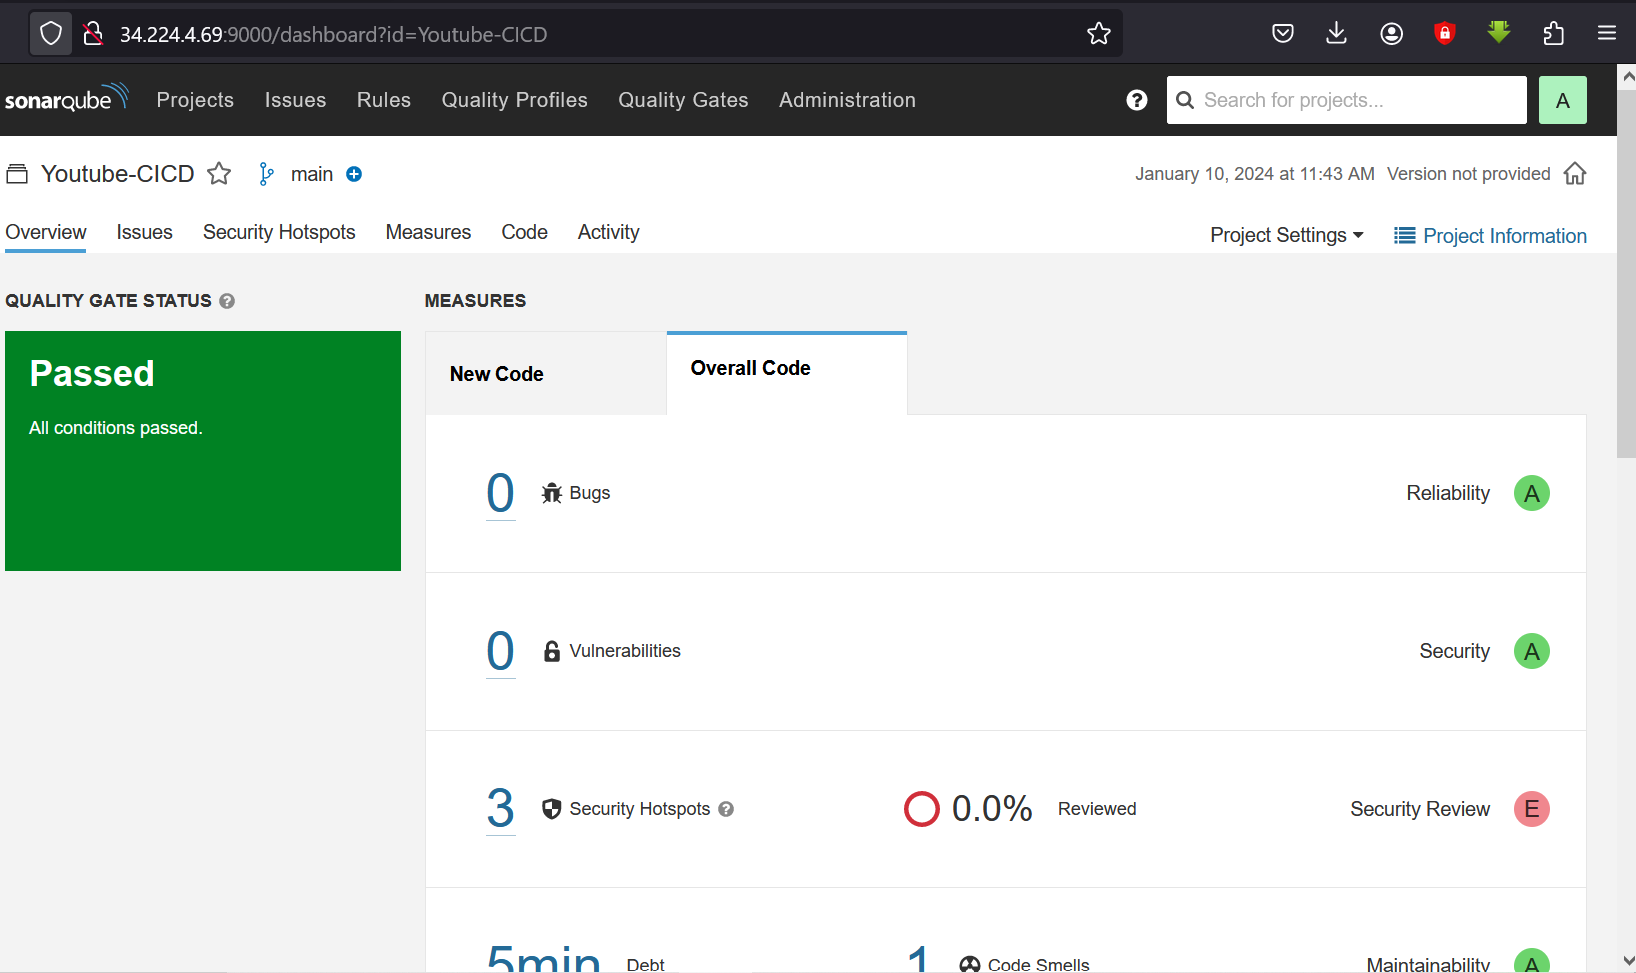 34.224.4.69:9000/dashboard?id=Youtube-CICD
sonarqube Projects Issues Rules Quality Profiles Quality Gates Administration ? Search for projects... A
Youtube-CICD main January 10, 2024 at 11:43 AM Version not provided
Overview Issues Security Hotspots Measures Code Activity Project Settings Project Information
QUALITY GATE STATUS ? MEASURES
Passed
All conditions passed.
New Code Overall Code
0 Bugs Reliability A
0 Vulnerabilities Security A
3 Security Hotspots ? 0.0% Reviewed Security Review E
5min Debt 1 Code Smells Maintainability A